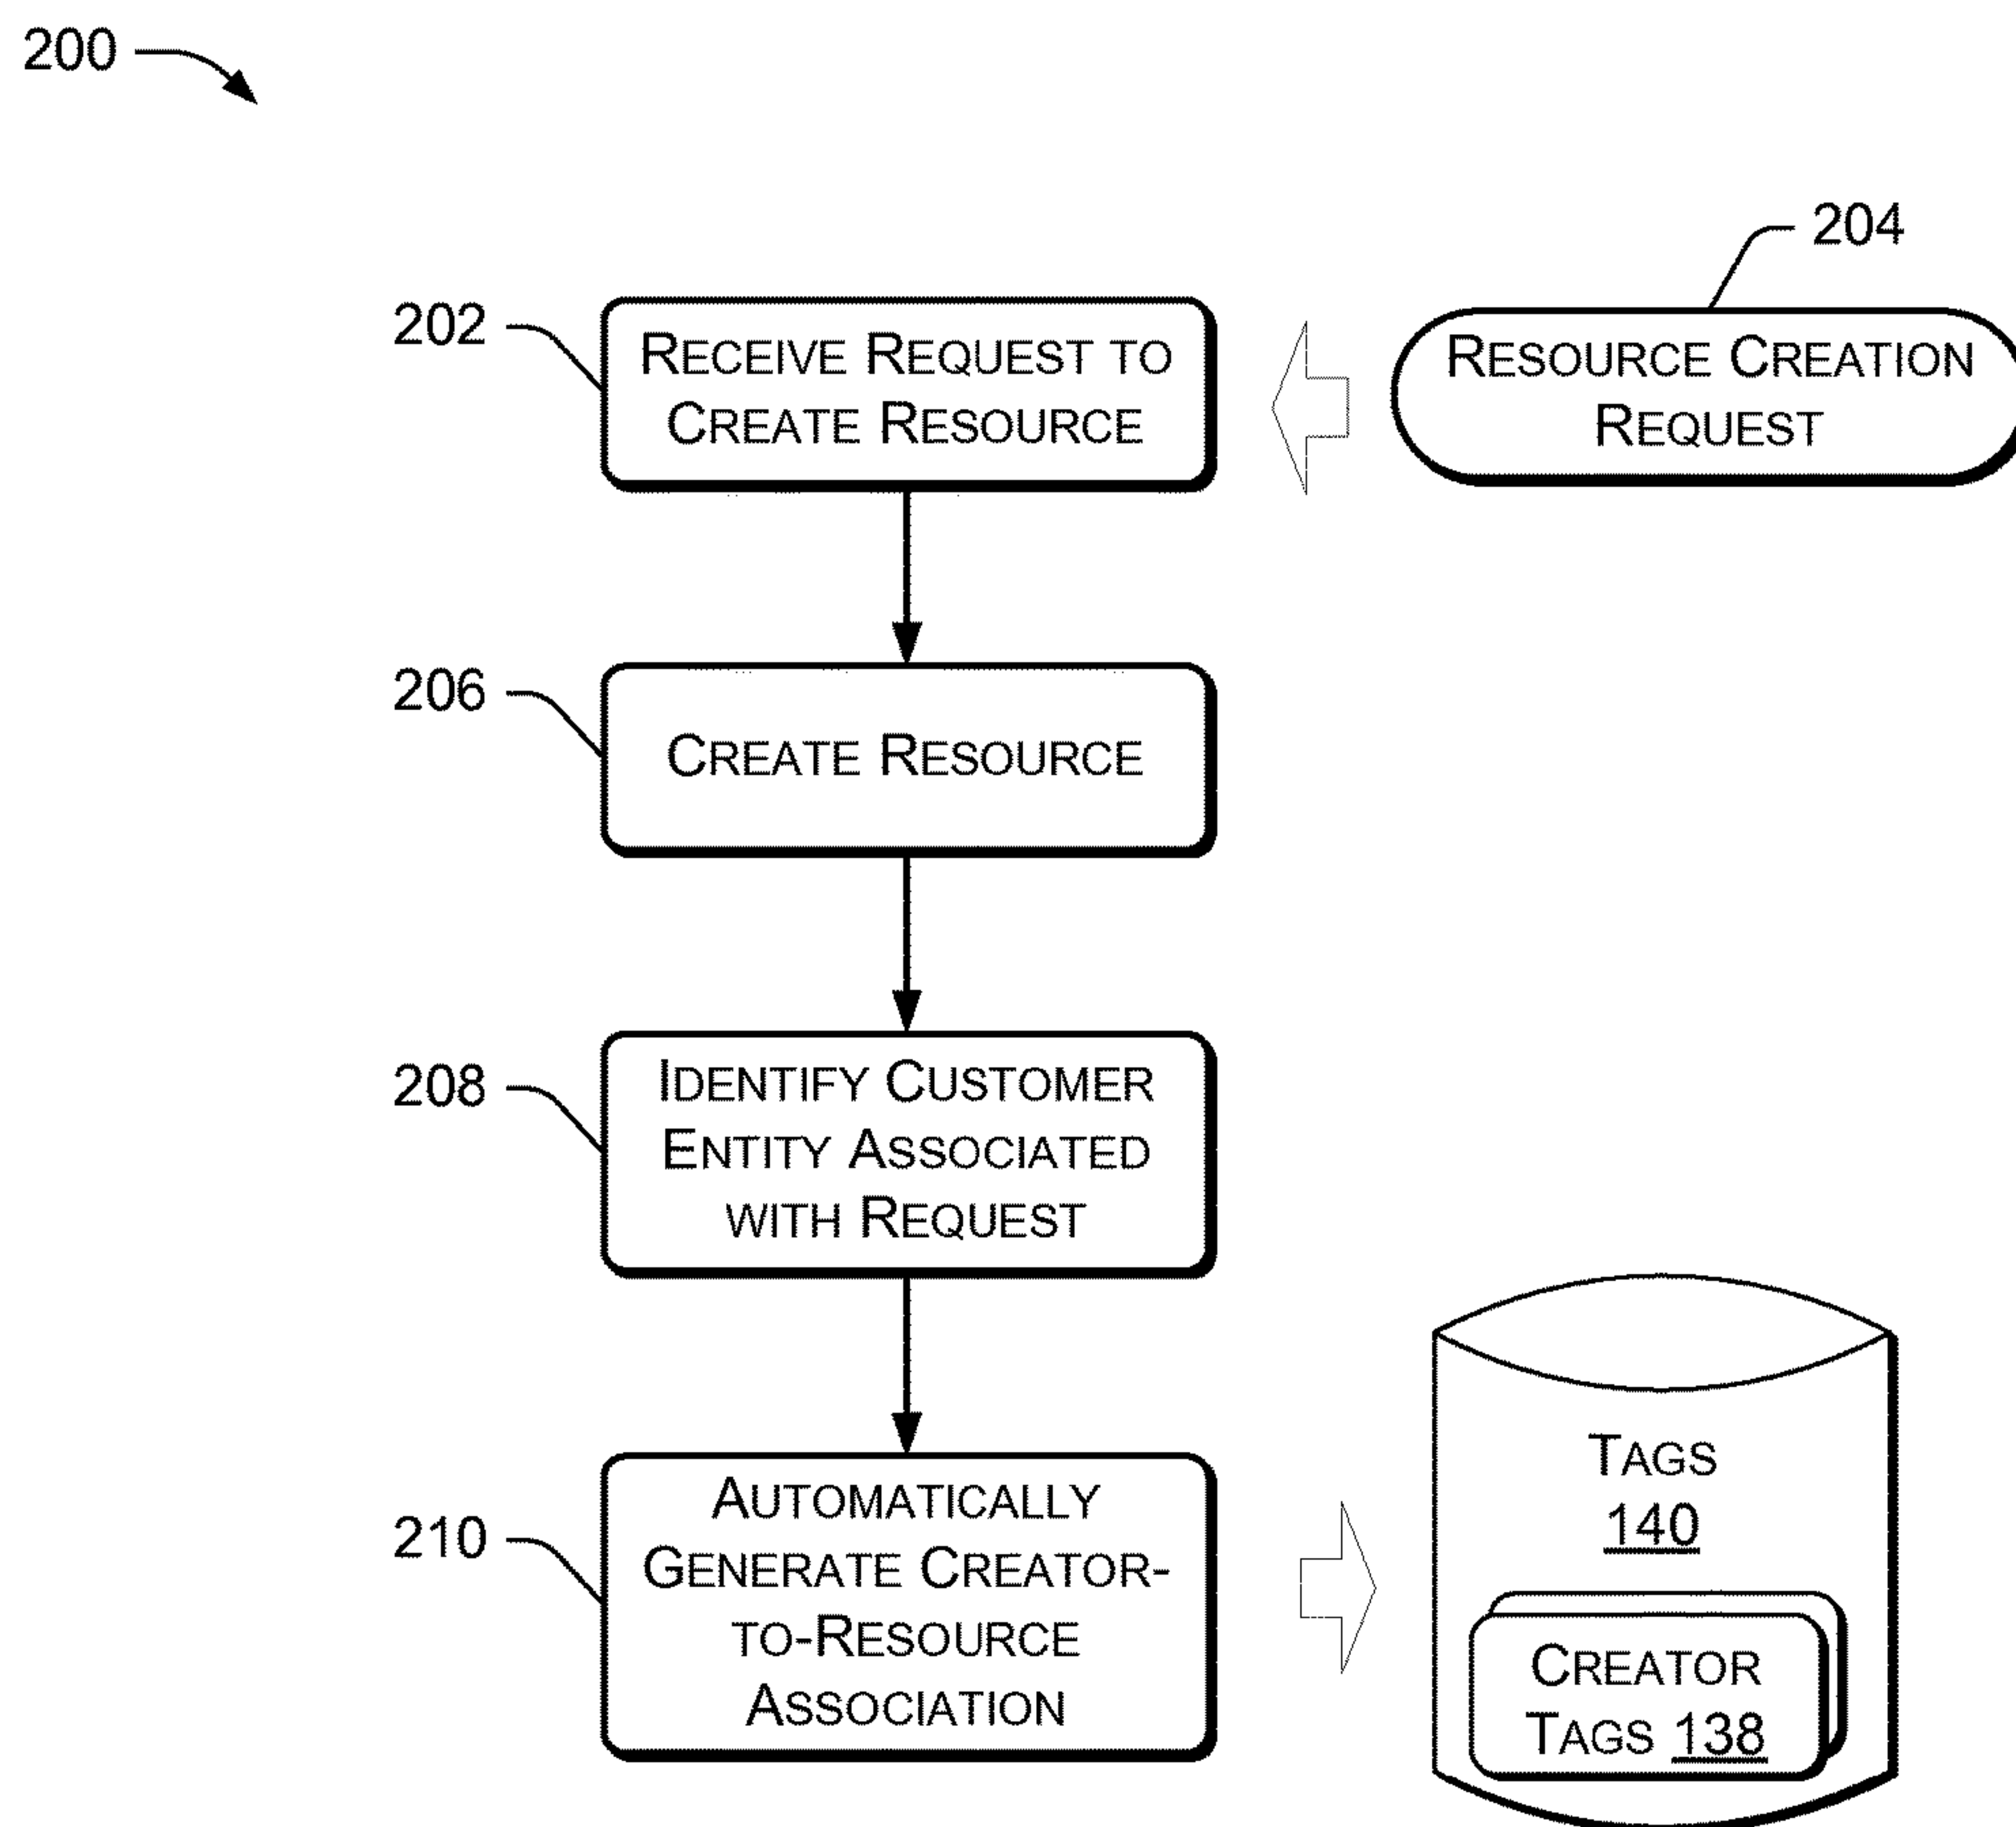 200
204
202
RECEIVE REQUEST TO
CREATE RESOURCE
RESOURCE CREATION
REQUEST
206
CREATE RESOURCE
208
IDENTIFY CUSTOMER
ENTITY ASSOCIATED
WITH REQUEST
210
AUTOMATICALLY
GENERATE CREATOR-
TO-RESOURCE
ASSOCIATION
TAGS
140
CREATOR
TAGS 138